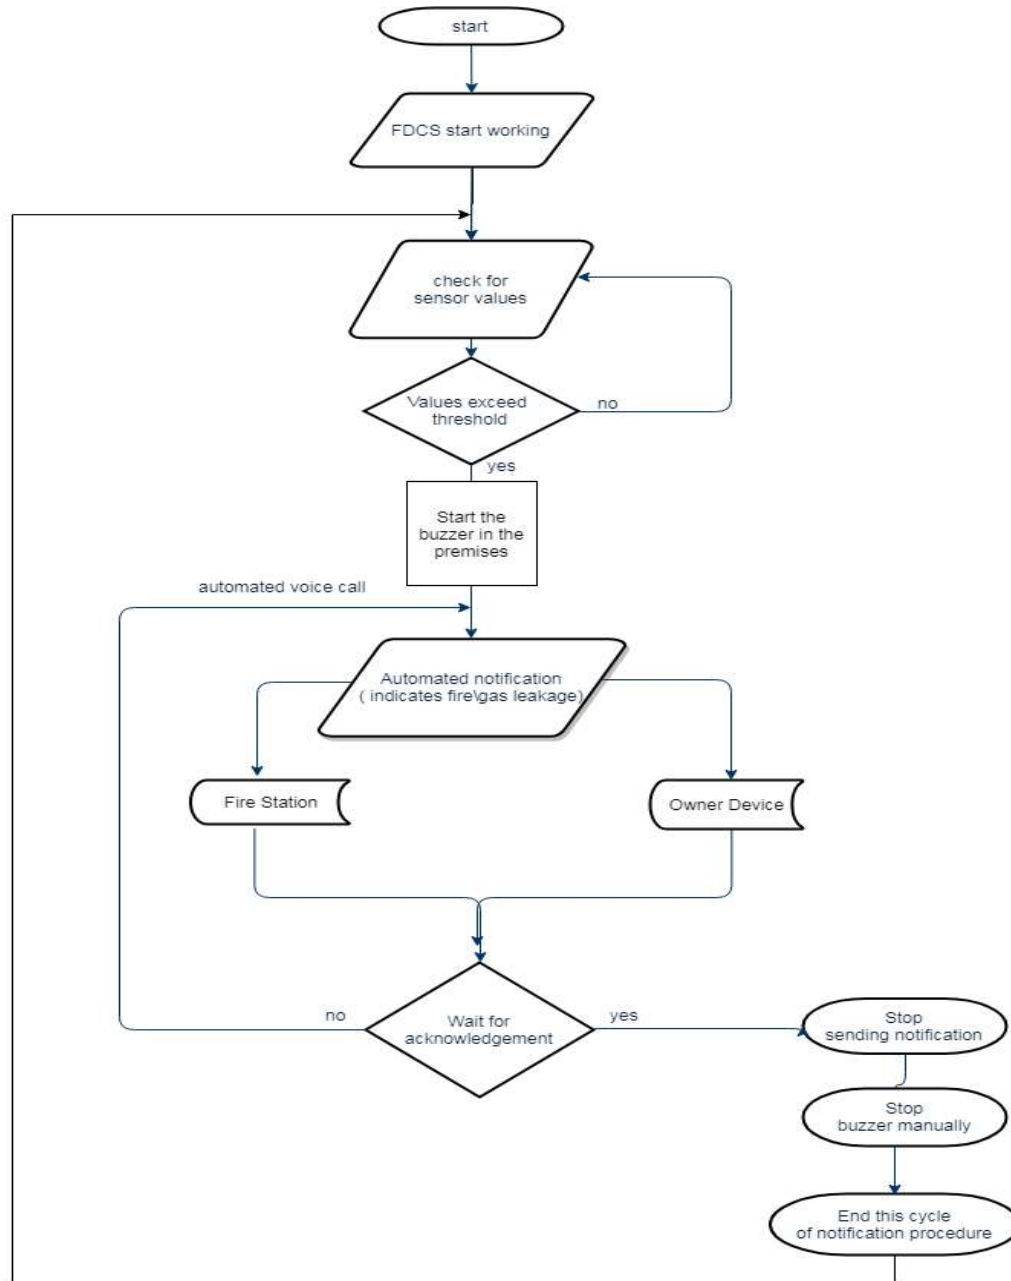 start
FDCS start working
check for
sensor values
Values exceed
threshold
no
yes
Start the
buzzer in the
premises
automated voice call
Automated notification
( indicates fire\gas leakage)
Fire Station
Owner Device
no
Wait for
acknowledgement
yes
Stop
sending notification
Stop
buzzer manually
End this cycle
of notification procedure